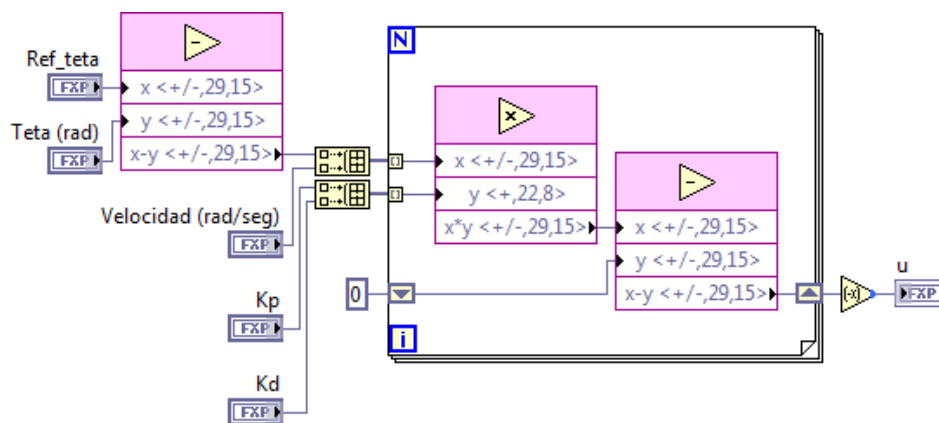 Ref_teta
FXP
Teta (rad)
FXP
−
x <+/-,29,15>
y <+/-,29,15>
x-y <+/-,29,15>
Velocidad (rad/seg)
FXP
Kp
FXP
Kd
FXP
N
[]
[]
×
x <+/-,29,15>
y <+,22,8>
x*y <+/-,29,15>
−
x <+/-,29,15>
y <+/-,29,15>
x-y <+/-,29,15>
0
i
(-x)
u
FXP